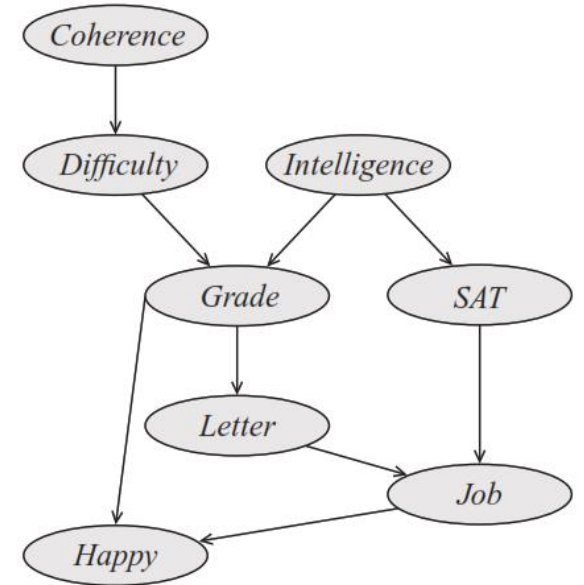 Coherence
Difficulty
Intelligence
Grade
SAT
Letter
Job
Happy